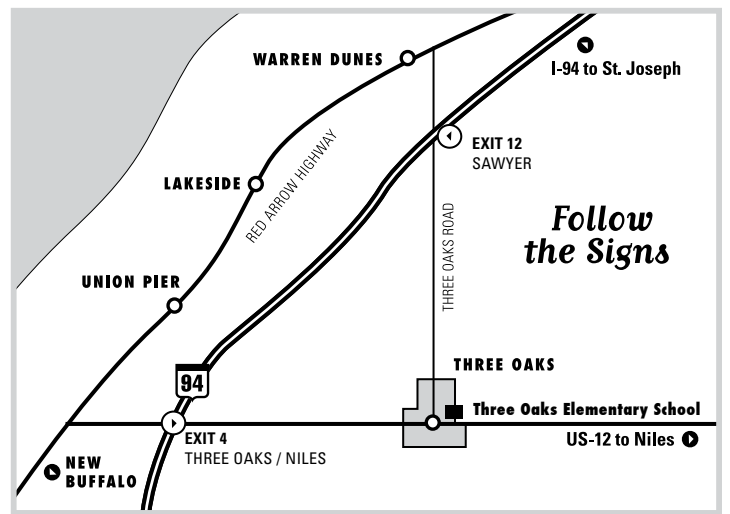 WARREN DUNES
I-94 to St. Joseph
EXIT 12
SAWYER
LAKESIDE
RED ARROW HIGHWAY
Follow
the Signs
THREE OAKS ROAD
UNION PIER
94
THREE OAKS
Three Oaks Elementary School
EXIT 4
THREE OAKS / NILES
US-12 to Niles
NEW
BUFFALO